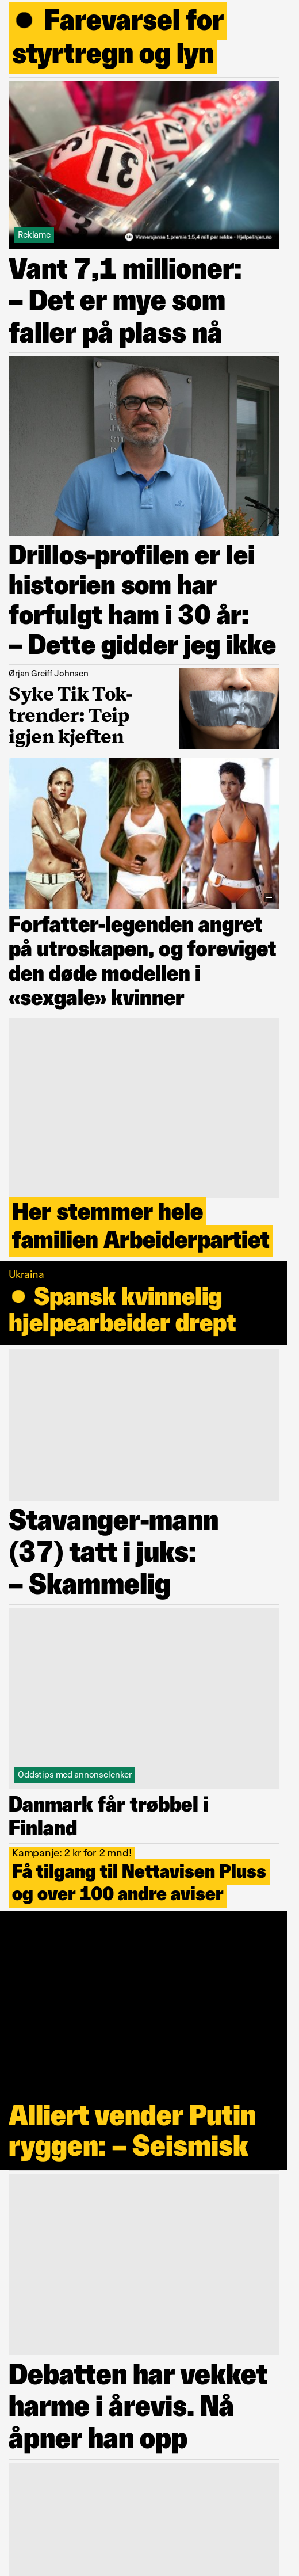 ● Farevarsel for
styrtregn og lyn
31
Reklame
Vinnersjanse 1.premie 1:5,4 mill per rekke - Hjelpelinjen.no
Vant 7,1 millioner:
– Det er mye som
faller på plass nå
Drillos-profilen er lei
historien som har
forfulgt ham i 30 år:
– Dette gidder jeg ikke
Ørjan Greiff Johnsen
Syke Tik Tok-
trender: Teip
igjen kjeften
Forfatter-legenden angret
på utroskapen, og foreviget
den døde modellen i
«sexgale» kvinner
Her stemmer hele
familien Arbeiderpartiet
Ukraina
● Spansk kvinnelig
hjelpearbeider drept
Stavanger-mann
(37) tatt i juks:
– Skammelig
Oddstips med annonselenker
Danmark får trøbbel i
Finland
Kampanje: 2 kr for 2 mnd!
Få tilgang til Nettavisen Pluss
og over 100 andre aviser
Alliert vender Putin
ryggen: – Seismisk
Debatten har vekket
harme i årevis. Nå
åpner han opp